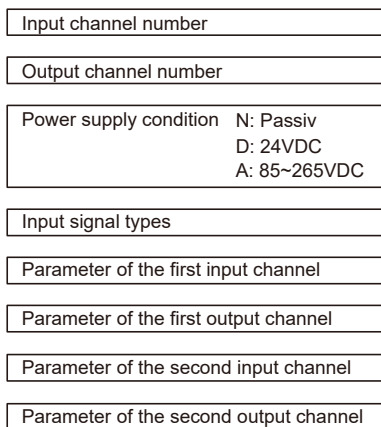 Input channel number
Output channel number
Power supply condition N: Passiv
D: 24VDC
A: 85~265VDC
Input signal types
Parameter of the first input channel
Parameter of the first output channel
Parameter of the second input channel
Parameter of the second output channel